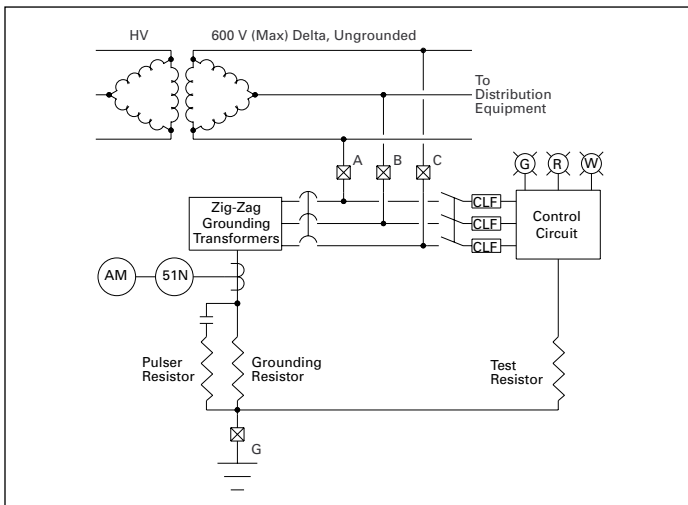 HV
600 V (Max) Delta, Ungrounded
To
Distribution
Equipment
A
B
C
G
R
W
Zig-Zag
Grounding
Transformers
CLF
CLF
CLF
Control
Circuit
AM
51N
Pulser
Resistor
Grounding
Resistor
Test
Resistor
G